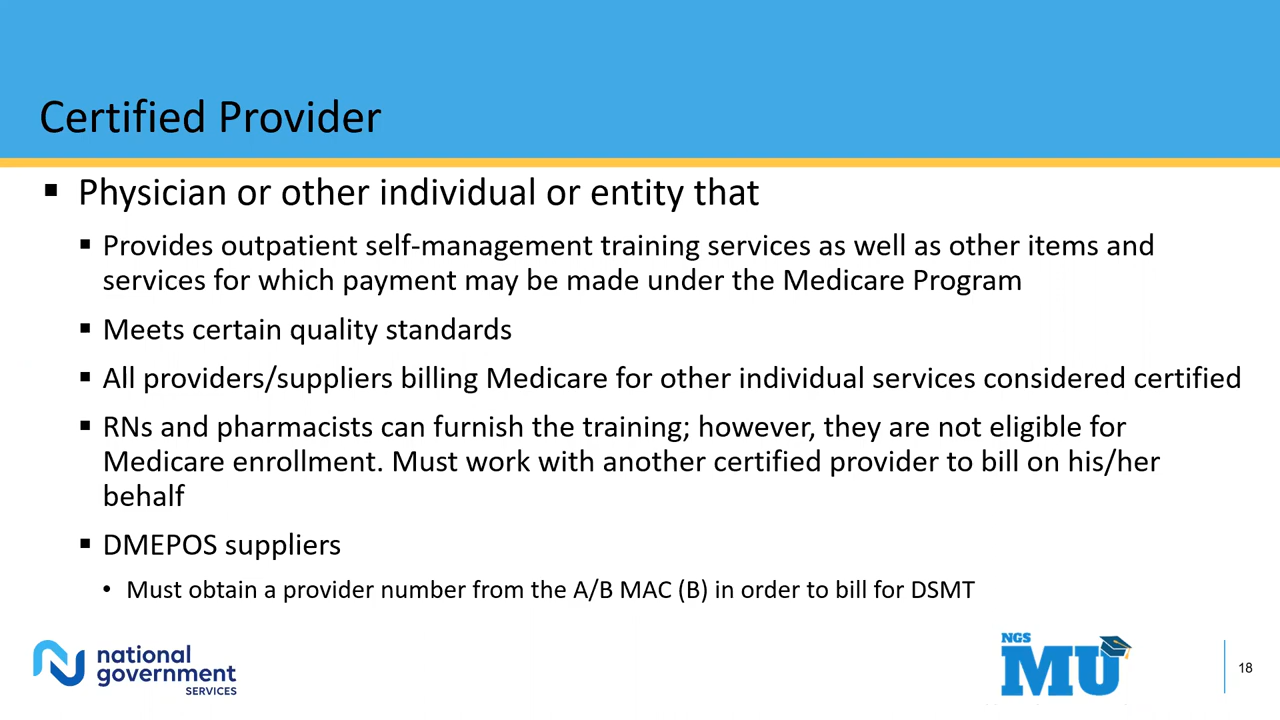 Certified Provider
▪ Physician or other individual or entity that
▪ Provides outpatient self-management training services as well as other items and
services for which payment may be made under the Medicare Program
▪ Meets certain quality standards
▪ All providers/suppliers billing Medicare for other individual services considered certified
▪ RNs and pharmacists can furnish the training; however, they are not eligible for
Medicare enrollment. Must work with another certified provider to bill on his/her
behalf
▪ DMEPOS suppliers
• Must obtain a provider number from the A/B MAC (B) in order to bill for DSMT
national
government
SERVICES
NGS
MU
18